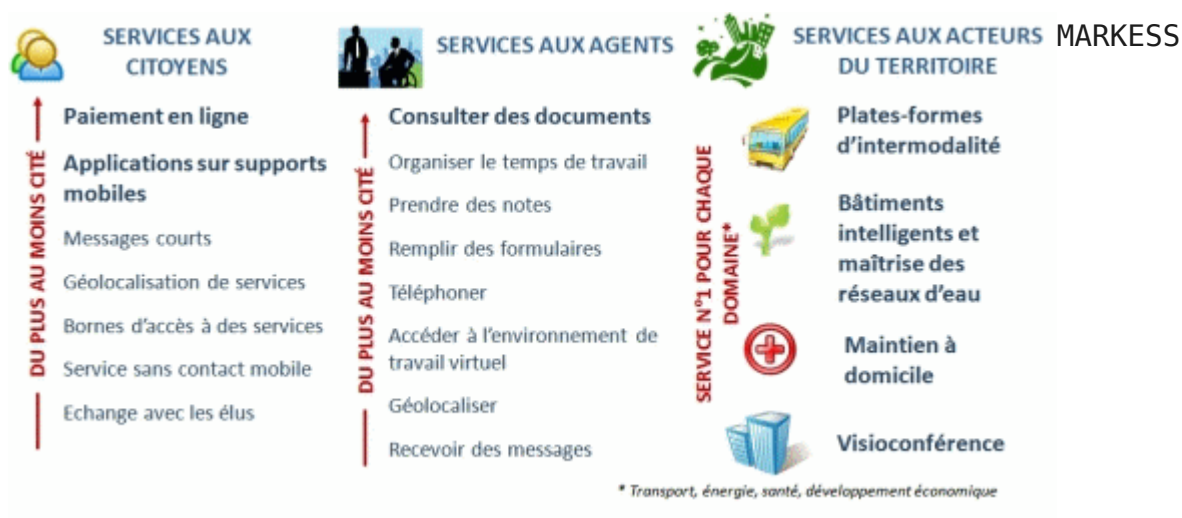 SERVICES AUX
CITOYENS
DU PLUS AU MOINS CITÉ
Paiement en ligne
Applications sur supports
mobiles
Messages courts
Géolocalisation de services
Bornes d'accès à des services
Service sans contact mobile
Echange avec les élus
SERVICES AUX AGENTS
DU PLUS AU MOINS CITÉ
Consulter des documents
Organiser le temps de travail
Prendre des notes
Remplir des formulaires
Téléphoner
Accéder à l'environnement de
travail virtuel
Géolocaliser
Recevoir des messages
SERVICES AUX ACTEURS
DU TERRITOIRE
MARKESS
SERVICE N°1 POUR CHAQUE
DOMAINE*
Plates-formes
d'intermodalité
Bâtiments
intelligents et
maîtrise des
réseaux d'eau
Maintien à
domicile
Visioconférence
* Transport, énergie, santé, développement économique